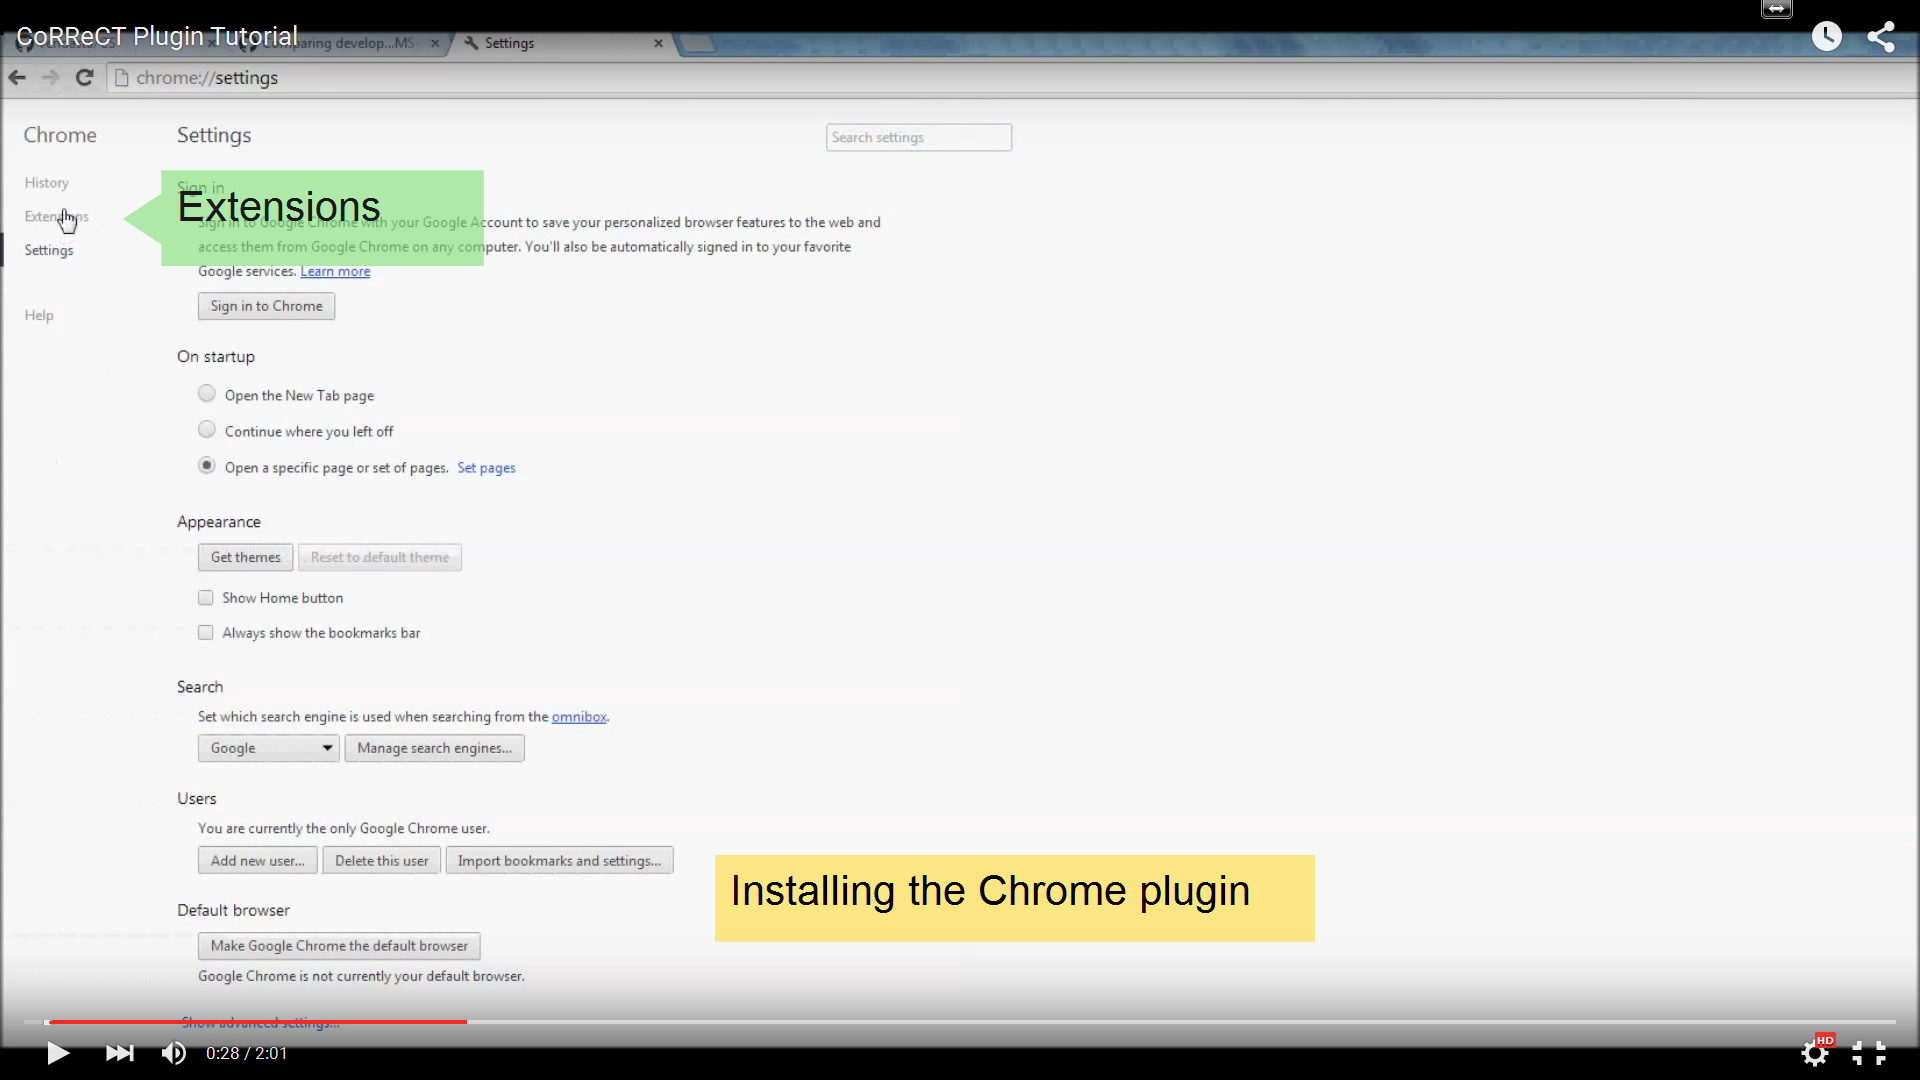 CoRReCT Plugin Tutorial
Comparing develop...MS-
Settings
chrome://settings
Chrome
Settings
Search settings
History
Sign in
Extensions
Extensions
Sign in to Google Chrome with your Google Account to save your personalized browser features to the web and
Settings
access them from Google Chrome on any computer. You'll also be automatically signed in to your favorite
Google services. Learn more
Sign in to Chrome
Help
On startup
Open the New Tab page
Continue where you left off
Open a specific page or set of pages. Set pages
Appearance
Get themes
Reset to default theme
Show Home button
Always show the bookmarks bar
Search
Set which search engine is used when searching from the omnibox.
Google
Manage search engines...
Users
You are currently the only Google Chrome user.
Add new user...
Delete this user
Import bookmarks and settings...
Installing the Chrome plugin
Default browser
Make Google Chrome the default browser
Google Chrome is not currently your default browser.
Show advanced settings...
0:28 / 2:01
HD